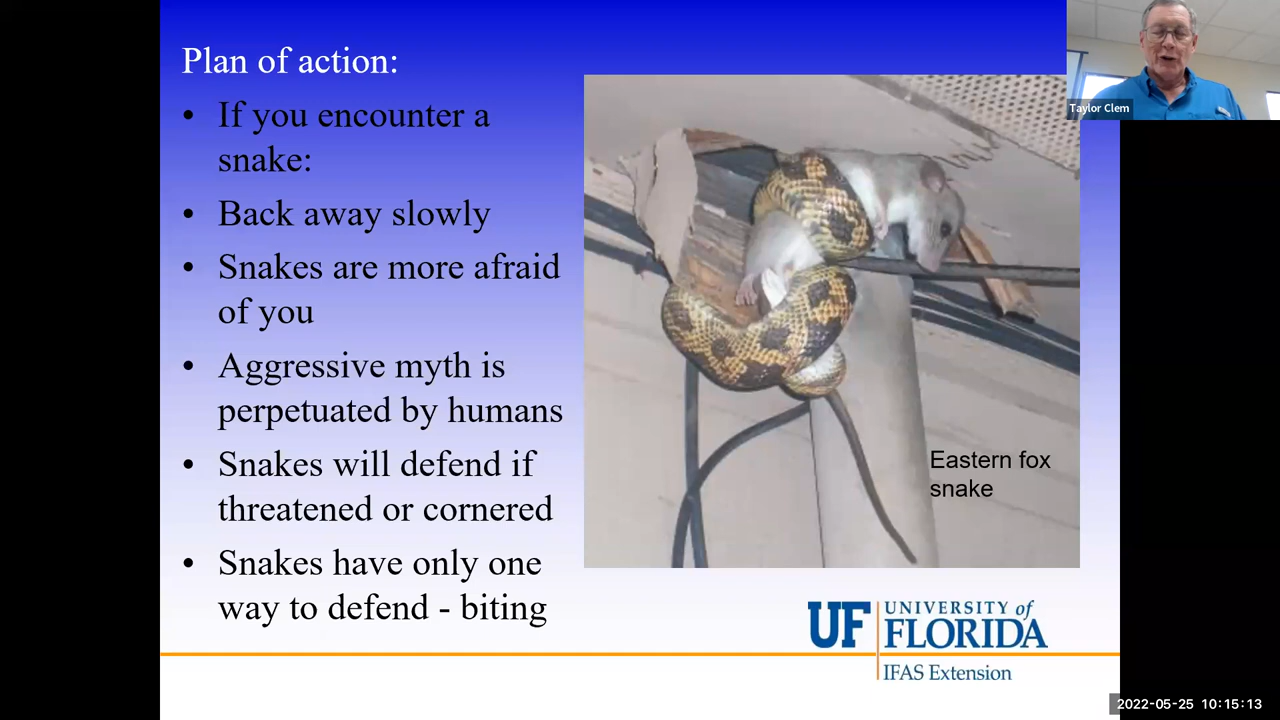 Plan of action:
• If you encounter a
snake:
• Back away slowly
• Snakes are more afraid
of you
• Aggressive myth is
perpetuated by humans
• Snakes will defend if
threatened or cornered
• Snakes have only one
way to defend - biting
Taylor Clem
Eastern fox
snake
UF UNIVERSITY of
FLORIDA
IFAS Extension
2022-05-25 10:15:13